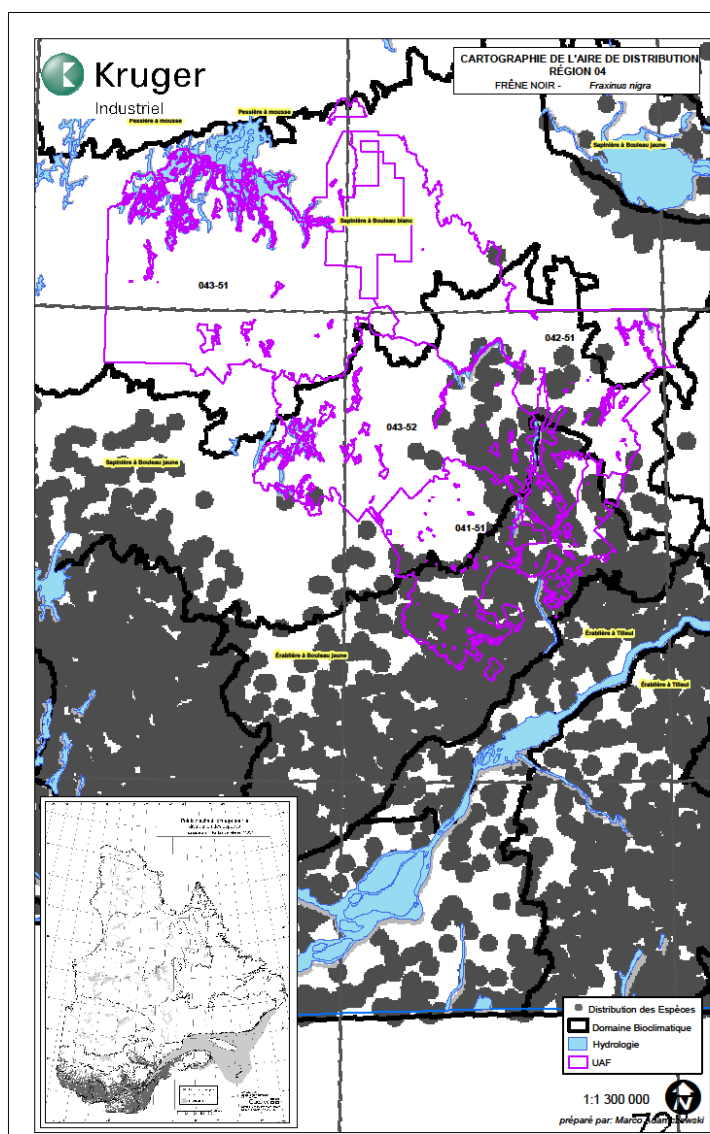 Kruger
Industriel
CARTOGRAPHIE DE L'AIRE DE DISTRIBUTION
RÉGION 04
FRÊNE NOIR - Fraxinus nigra
Pessière à mousse
Pessière à mousse
Sapinière à Bouleau jaune
Sapinière à Bouleau blanc
043-51
042-51
043-52
Sapinière à Bouleau jaune
041-51
Érablière à Bouleau jaune
Érablière à Tilleul
Érablière à Tilleul
Distribution des Espèces
Domaine Bioclimatique
Hydrologie
UAF
1:1 300 000
préparé par: Marco Adamczewski